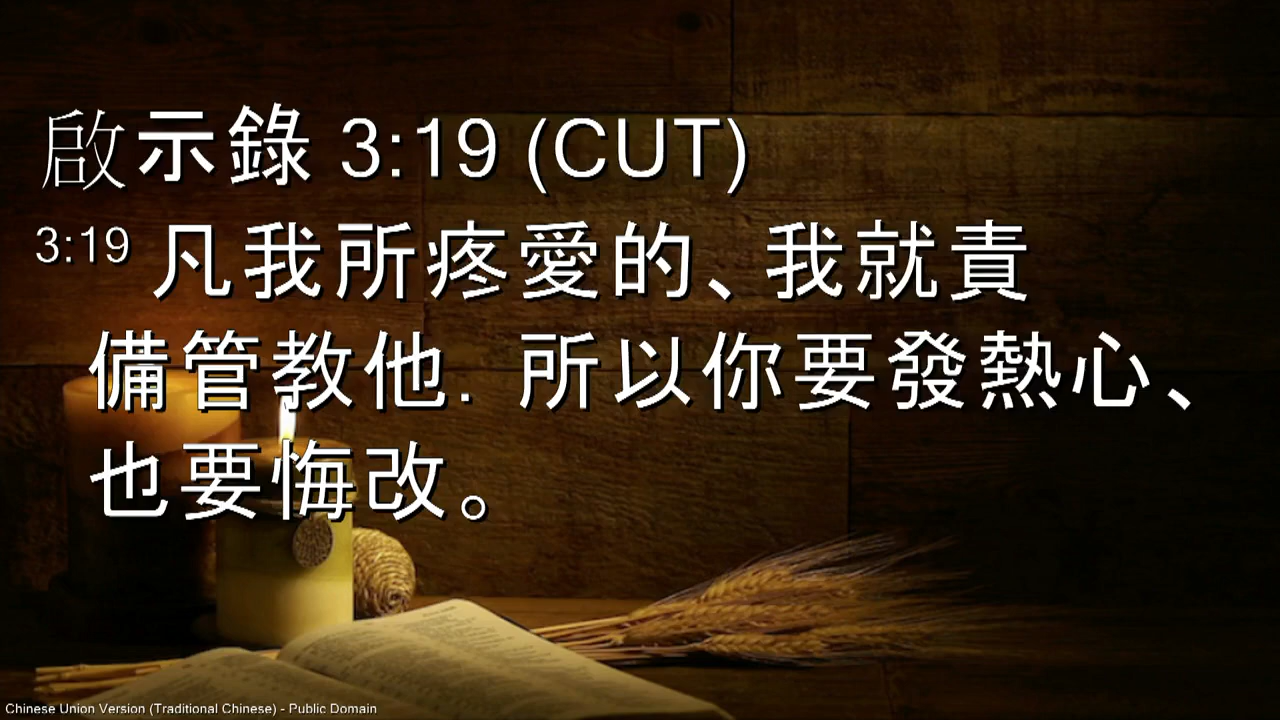 啟示錄 3:19 (CUT)
3:19 凡我所疼愛的、我就責
備管教他. 所以你要發熱心、
也要悔改。
Chinese Union Version (Traditional Chinese) - Public Domain